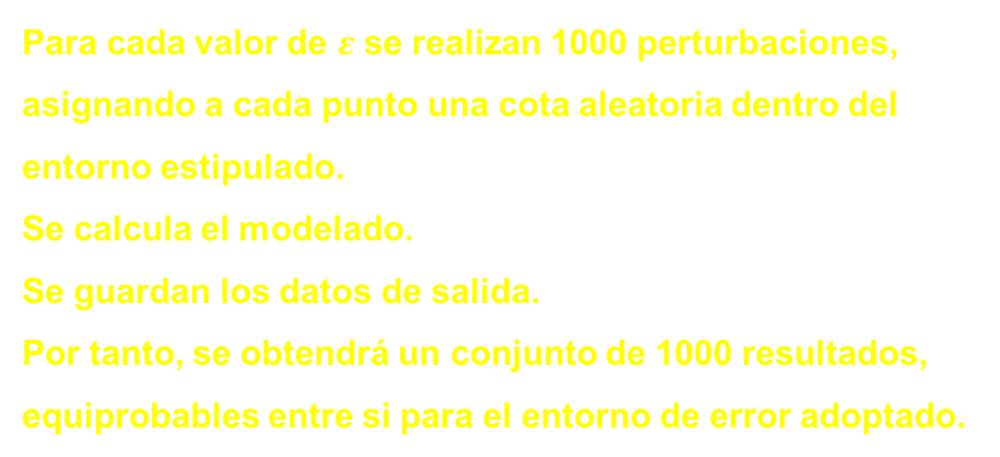 Para cada valor de ε se realizan 1000 perturbaciones,
asignando a cada punto una cota aleatoria dentro del
entorno estipulado.
Se calcula el modelado.
Se guardan los datos de salida.
Por tanto, se obtendrá un conjunto de 1000 resultados,
equiprobables entre si para el entorno de error adoptado.